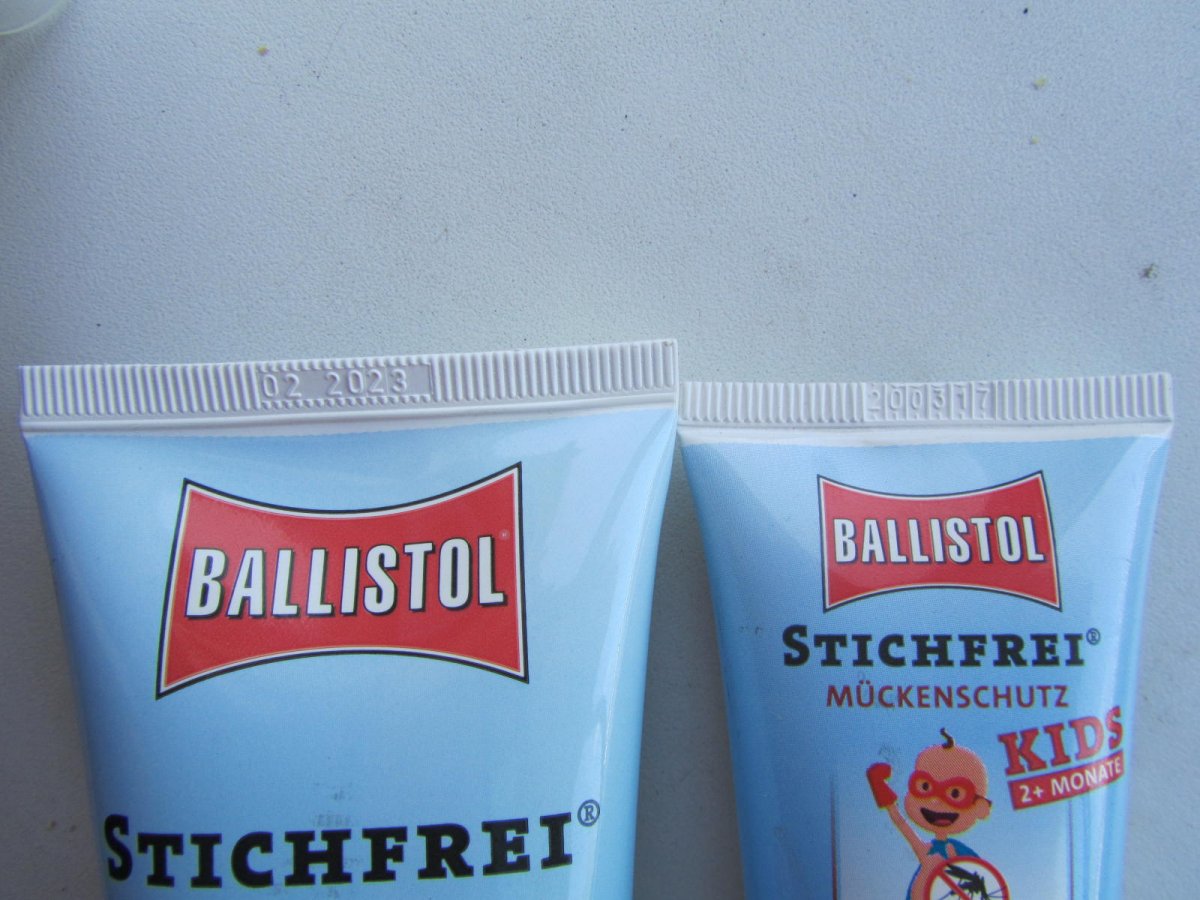 02 2023
BALLISTOL®
STICHFREI®
200317
BALLISTOL
STICHFREI®
MÜCKENSCHUTZ
KIDS
2+ MONATE